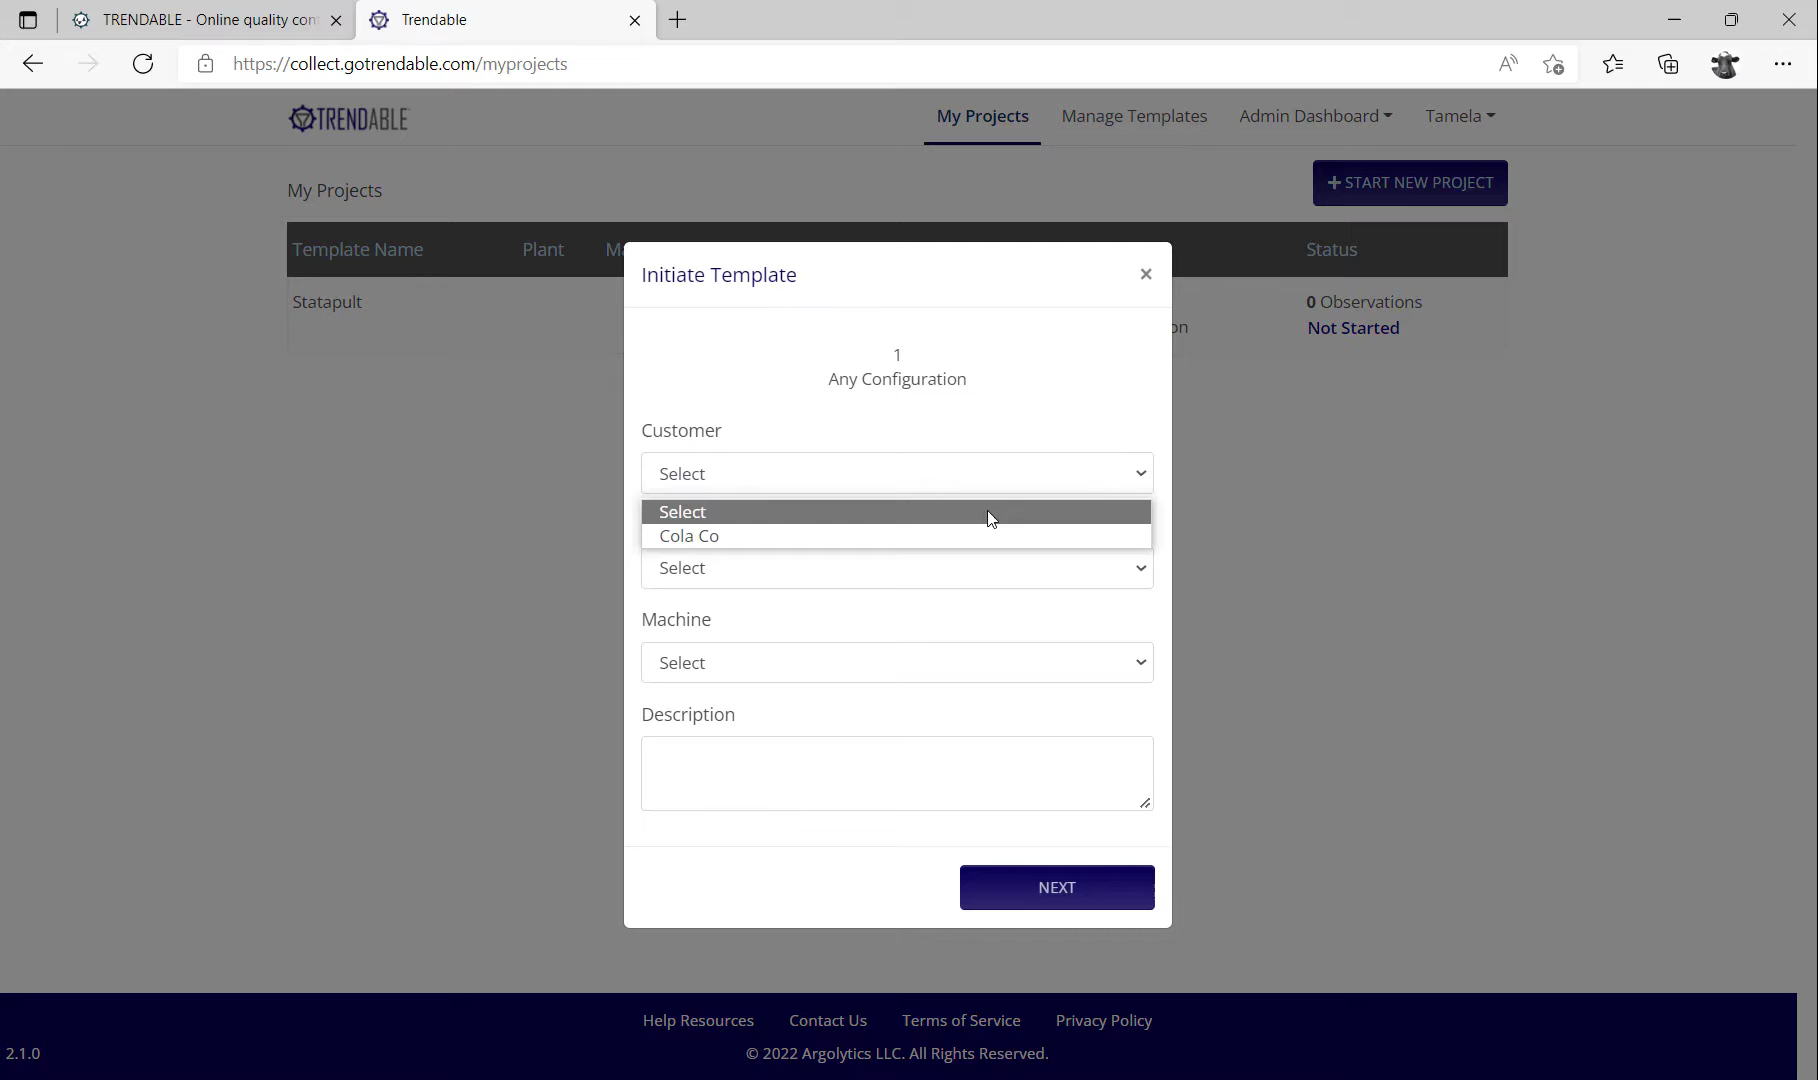 TRENDABLE - Online quality con
Trendable
https://collect.gotrendable.com/myprojects
TRENDABLE
My Projects
Manage Templates
Admin Dashboard
Tamela
My Projects
+ START NEW PROJECT
Template Name
Plant
Ma
Status
Statapult
on
0 Observations
Not Started
Initiate Template
×
1
Any Configuration
Customer
Select
Select
Cola Co
Select
Machine
Select
Description
NEXT
Help Resources
Contact Us
Terms of Service
Privacy Policy
2.1.0
© 2022 Argolytics LLC. All Rights Reserved.